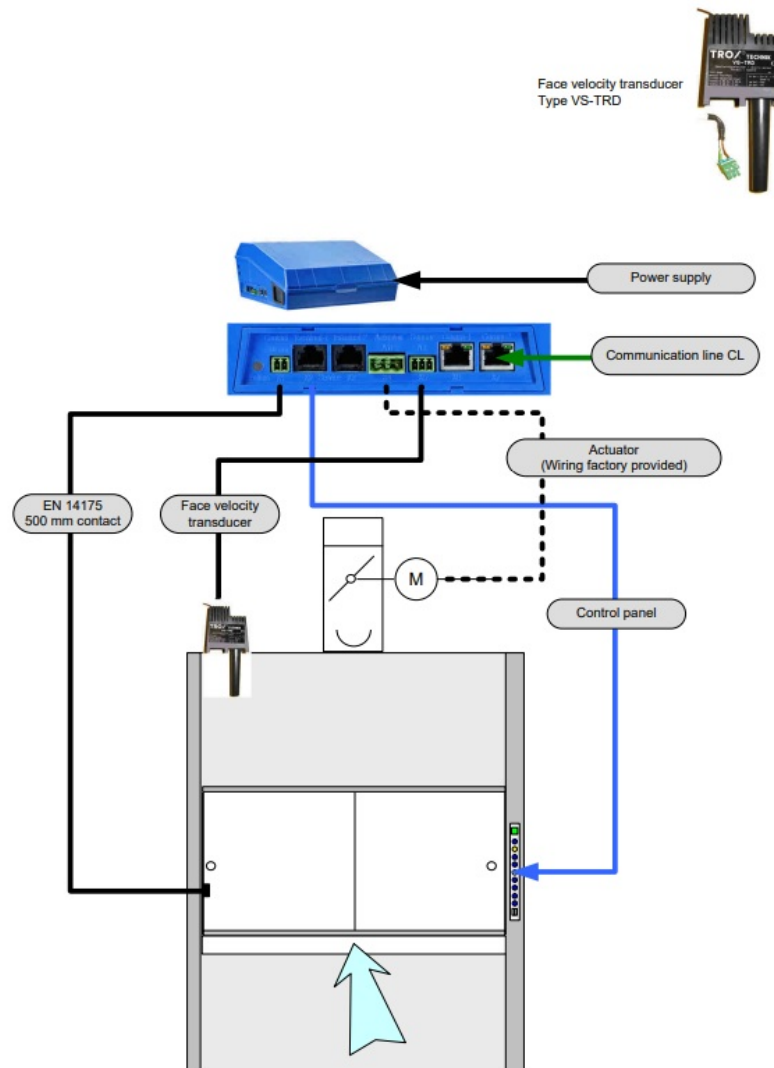 TROX TECHNIK
VS-TRD
Face velocity transducer
Type VS-TRD
Power supply
Communication line CL
Actuator
(Wiring factory provided)
EN 14175
500 mm contact
Face velocity
transducer
M
Control panel